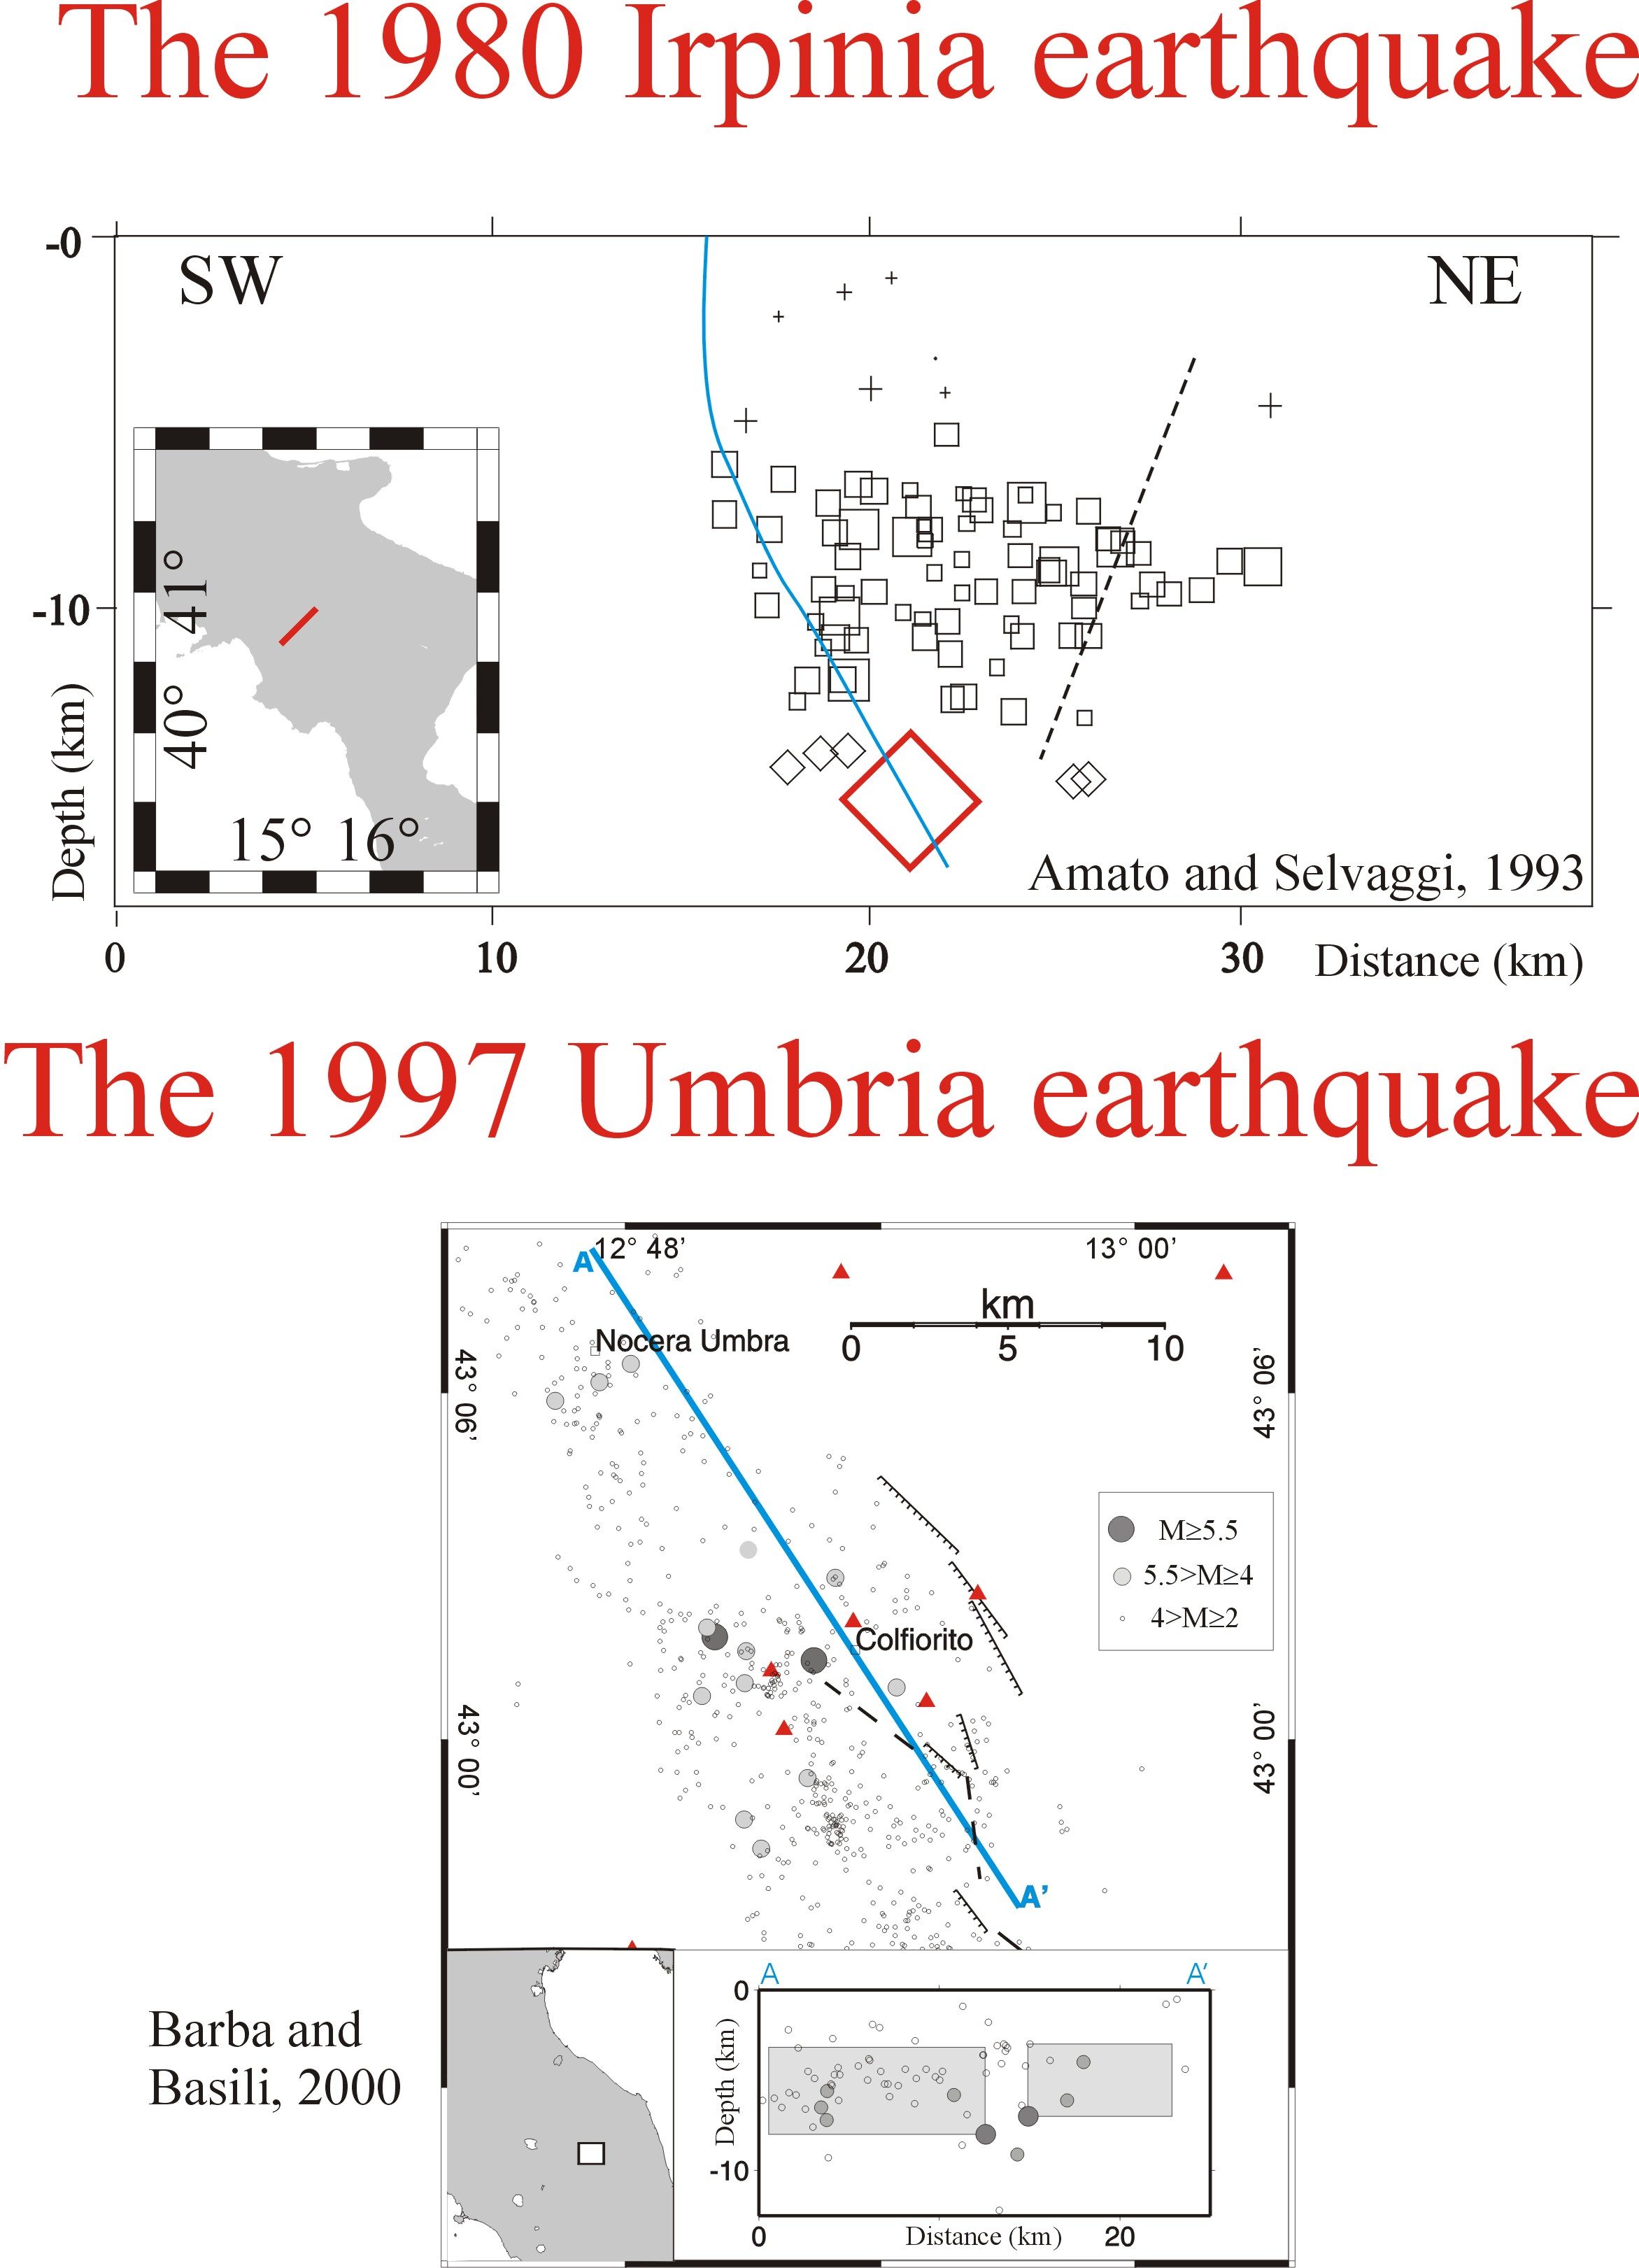 The 1980 Irpinia earthquake
-0
SW
NE
-10
41°
40°
15° 16°
Depth (km)
Amato and Selvaggi, 1993
0
10
20
30
Distance (km)
The 1997 Umbria earthquake
A
12° 48’
13° 00’
km
0
5
10
Nocera Umbra
43° 06’
43° 06’
M≥5.5
5.5>M≥4
4>M≥2
Colfiorito
43° 00’
43° 00’
A’
Barba and
Basili, 2000
A
A’
0
Depth (km)
-10
0
Distance (km)
20